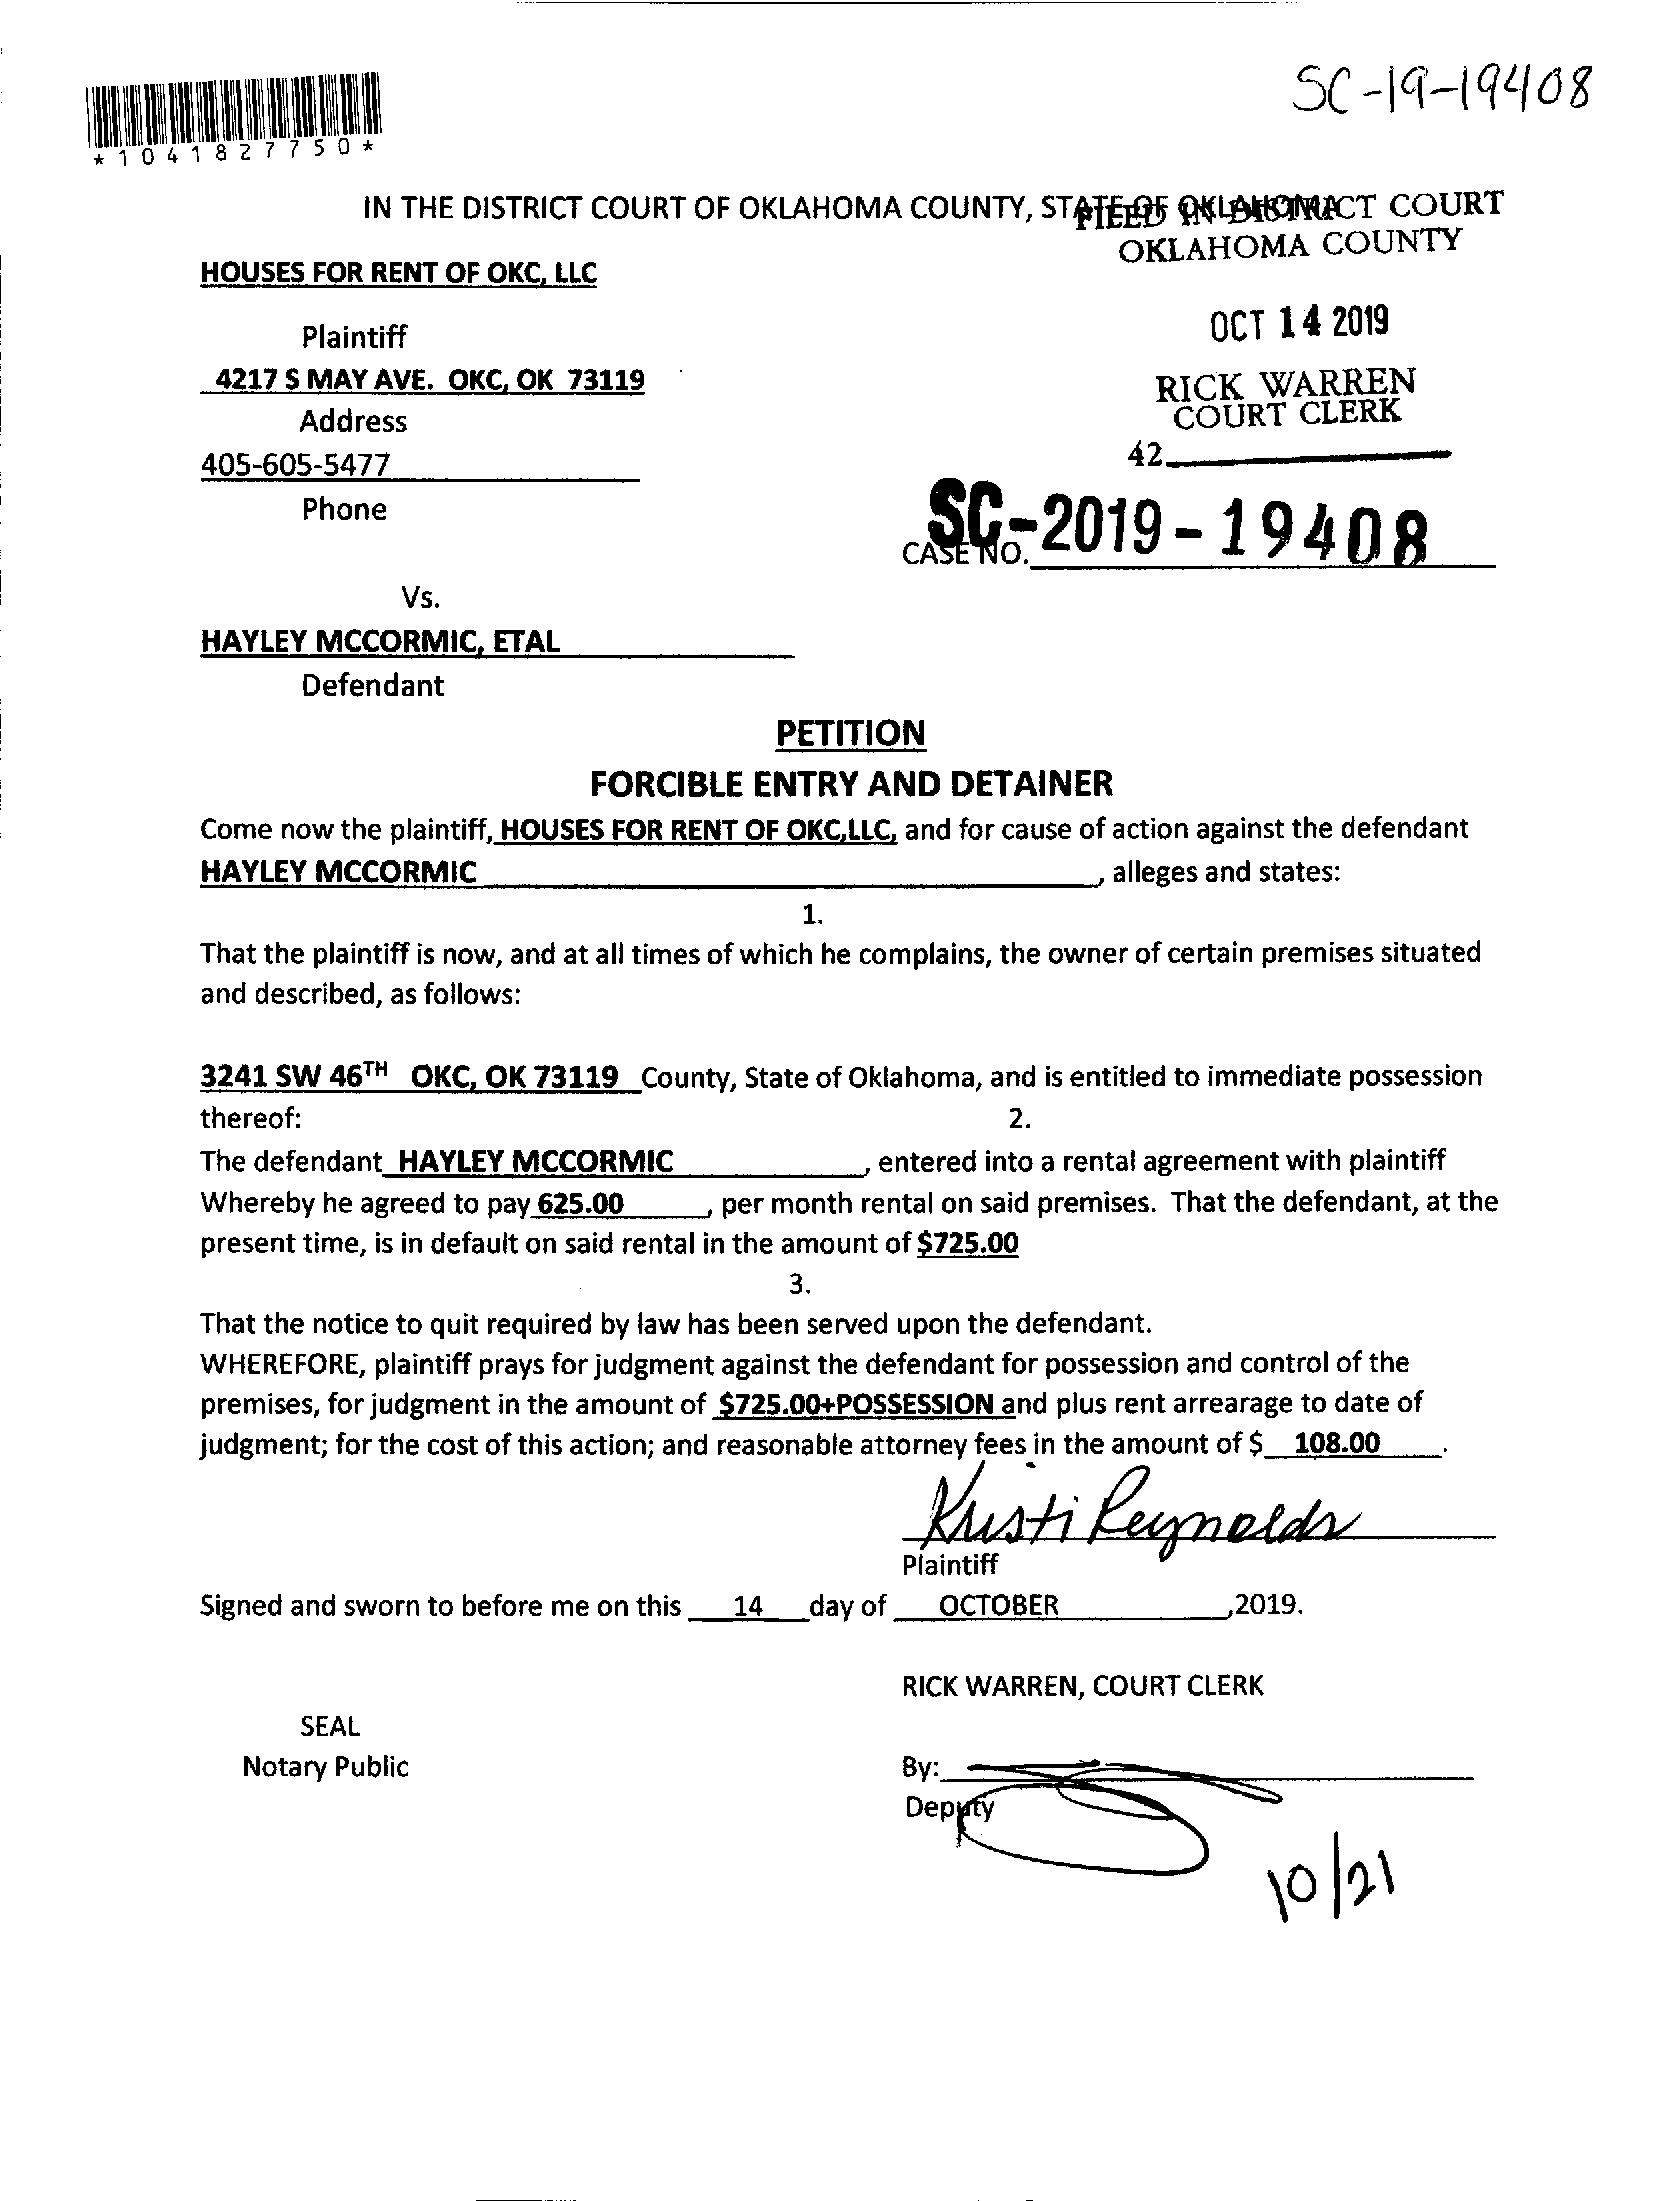 SC-19-19408
*1041827750*
IN THE DISTRICT COURT OF OKLAHOMA COUNTY, STATE OF OKLAHOMA
FILED IN DISTRICT COURT
OKLAHOMA COUNTY
HOUSES FOR RENT OF OKC, LLC
Plaintiff
OCT 14 2019
4217 S MAY AVE. OKC, OK 73119
RICK WARREN
Address
COURT CLERK
405-605-5477
42
Phone
CASE NO. SC-2019-19408
Vs.
HAYLEY MCCORMIC, ETAL
Defendant
PETITION
FORCIBLE ENTRY AND DETAINER
Come now the plaintiff, HOUSES FOR RENT OF OKC,LLC, and for cause of action against the defendant
HAYLEY MCCORMIC, alleges and states:
1.
That the plaintiff is now, and at all times of which he complains, the owner of certain premises situated
and described, as follows:
3241 SW 46TH OKC, OK 73119 County, State of Oklahoma, and is entitled to immediate possession
thereof: 2.
The defendant HAYLEY MCCORMIC, entered into a rental agreement with plaintiff
Whereby he agreed to pay 625.00, per month rental on said premises. That the defendant, at the
present time, is in default on said rental in the amount of $725.00
3.
That the notice to quit required by law has been served upon the defendant.
WHEREFORE, plaintiff prays for judgment against the defendant for possession and control of the
premises, for judgment in the amount of $725.00+POSSESSION and plus rent arrearage to date of
judgment; for the cost of this action; and reasonable attorney fees in the amount of $ 108.00.
Kristi Reynolds
Plaintiff
Signed and sworn to before me on this 14 day of OCTOBER,2019.
RICK WARREN, COURT CLERK
SEAL
Notary Public
By:
Deputy
10/21